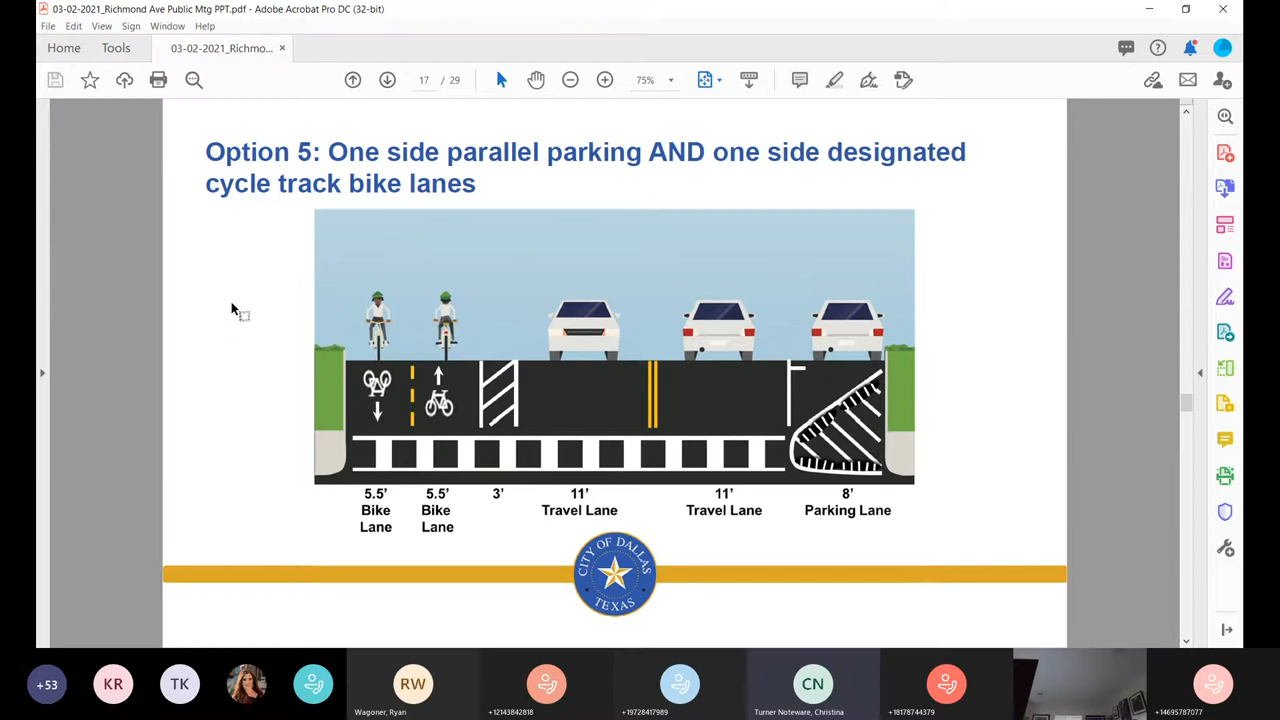 03-02-2021_Richmond Ave Public Mtg PPT.pdf - Adobe Acrobat Pro DC (32-bit)
File Edit View Sign Window Help
Home Tools 03-02-2021_Richmo... ×
17 / 29 75%
Option 5: One side parallel parking AND one side designated
cycle track bike lanes
5.5' 5.5' 3' 11' 11' 8'
Bike Bike Travel Lane Travel Lane Parking Lane
Lane Lane
CITY OF DALLAS
TEXAS
+53 KR TK RW CN
Wagoner, Ryan +12143842818 +19728417989 Turner Noteware, Christina +18178744379 +14695787077